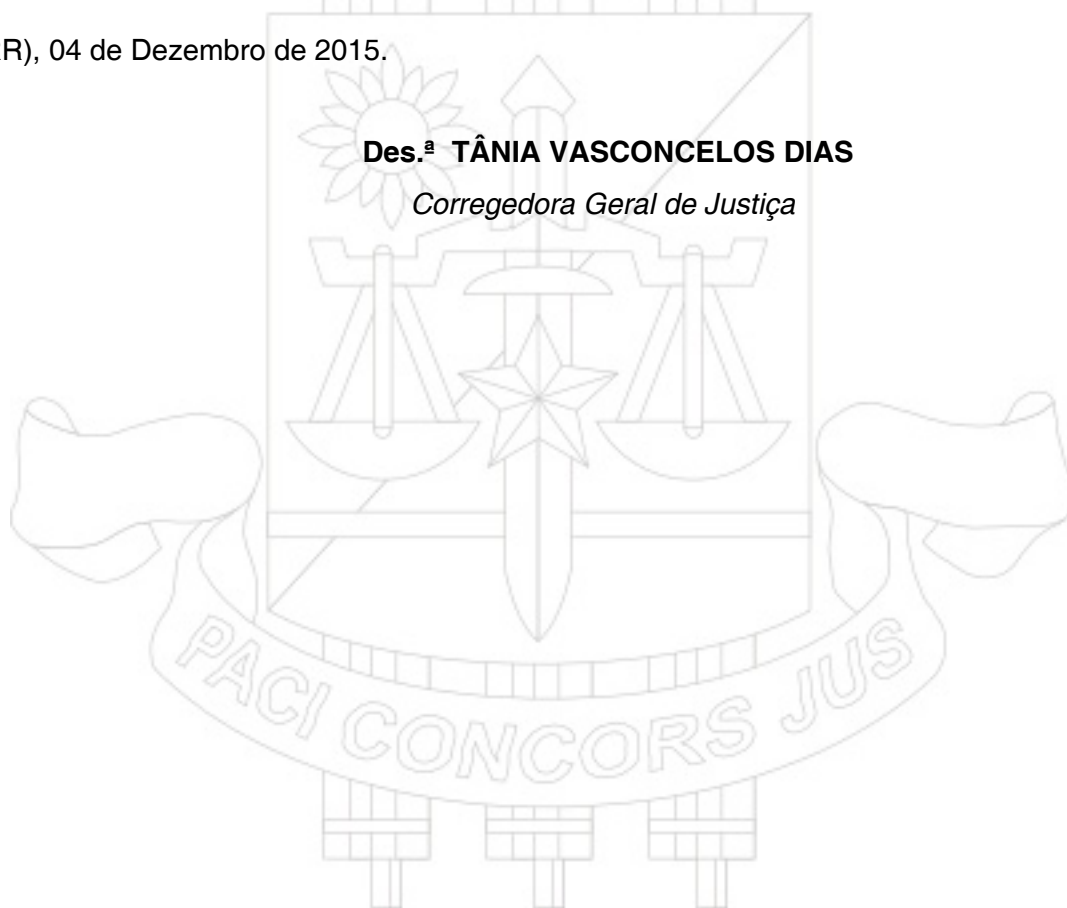 R), 04 de Dezembro de 2015.
Des.ª TÂNIA VASCONCELOS DIAS
Corregedora Geral de Justiça
PACI CONCORS JUS